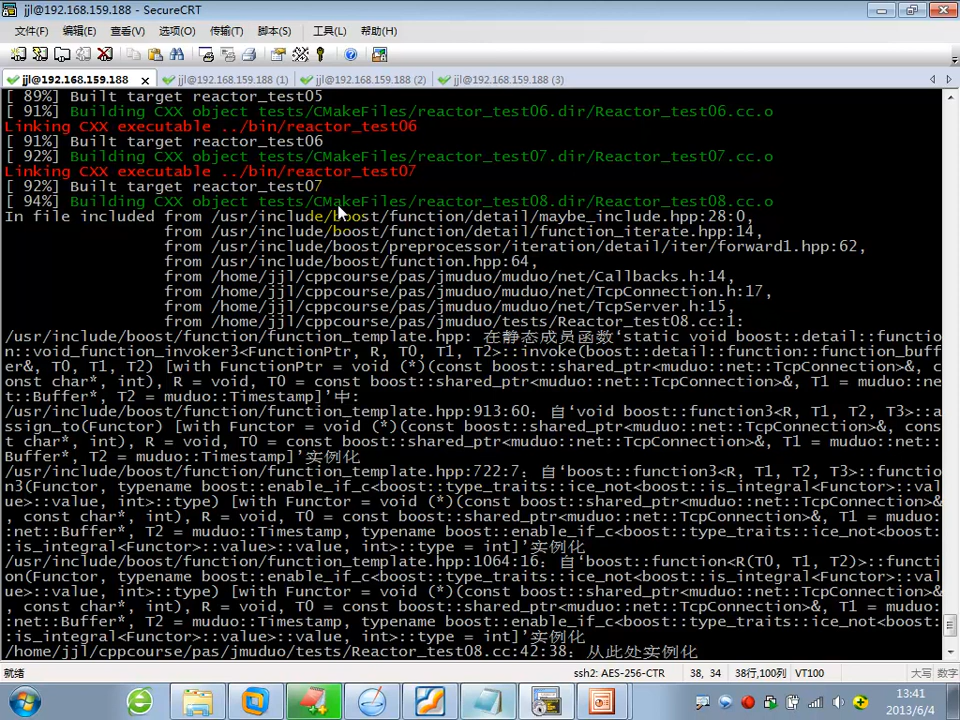 jjl@192.168.159.188 - SecureCRT
文件(F) 编辑(E) 查看(V) 选项(O) 传输(T) 脚本(S) 工具(L) 帮助(H)
jjl@192.168.159.188 jjl@192.168.159.188 (1) jjl@192.168.159.188 (2) jjl@192.168.159.188 (3)
[ 89%] Built target reactor_test05
[ 91%] Building CXX object tests/CMakeFiles/reactor_test06.dir/Reactor_test06.cc.o
Linking CXX executable ../bin/reactor_test06
[ 91%] Built target reactor_test06
[ 92%] Building CXX object tests/CMakeFiles/reactor_test07.dir/Reactor_test07.cc.o
Linking CXX executable ../bin/reactor_test07
[ 92%] Built target reactor_test07
[ 94%] Building CXX object tests/CMakeFiles/reactor_test08.dir/Reactor_test08.cc.o
In file included from /usr/include/boost/function/detail/maybe_include.hpp:28:0,
from /usr/include/boost/function/detail/function_iterate.hpp:14,
from /usr/include/boost/preprocessor/iteration/detail/iter/forward1.hpp:62,
from /usr/include/boost/function.hpp:64,
from /home/jjl/cppcourse/pas/jmuduo/muduo/net/Callbacks.h:14,
from /home/jjl/cppcourse/pas/jmuduo/muduo/net/TcpConnection.h:17,
from /home/jjl/cppcourse/pas/jmuduo/muduo/net/TcpServer.h:15,
from /home/jjl/cppcourse/pas/jmuduo/tests/Reactor_test08.cc:1:
/usr/include/boost/function/function_template.hpp: 在静态成员函数‘static void boost::detail::functio
n::void_function_invoker3<FunctionPtr, R, T0, T1, T2>::invoke(boost::detail::function::function_buff
er&, T0, T1, T2) [with FunctionPtr = void (*)(const boost::shared_ptr<muduo::net::TcpConnection>&, c
onst char*, int), R = void, T0 = const boost::shared_ptr<muduo::net::TcpConnection>&, T1 = muduo::ne
t::Buffer*, T2 = muduo::Timestamp]’中:
/usr/include/boost/function/function_template.hpp:913:60: 自‘void boost::function3<R, T1, T2, T3>::a
ssign_to(Functor) [with Functor = void (*)(const boost::shared_ptr<muduo::net::TcpConnection>&, cons
t char*, int), R = void, T0 = const boost::shared_ptr<muduo::net::TcpConnection>&, T1 = muduo::net::
Buffer*, T2 = muduo::Timestamp]’实例化
/usr/include/boost/function/function_template.hpp:722:7: 自‘boost::function3<R, T1, T2, T3>::functio
n3(Functor, typename boost::enable_if_c<boost::type_traits::ice_not<boost::is_integral<Functor>::val
ue>::value, int>::type) [with Functor = void (*)(const boost::shared_ptr<muduo::net::TcpConnection>&
, const char*, int), R = void, T0 = const boost::shared_ptr<muduo::net::TcpConnection>&, T1 = muduo:
:net::Buffer*, T2 = muduo::Timestamp, typename boost::enable_if_c<boost::type_traits::ice_not<boost:
:is_integral<Functor>::value>::value, int>::type = int]’实例化
/usr/include/boost/function/function_template.hpp:1064:16: 自‘boost::function<R(T0, T1, T2)>::functi
on(Functor, typename boost::enable_if_c<boost::type_traits::ice_not<boost::is_integral<Functor>::val
ue>::value, int>::type) [with Functor = void (*)(const boost::shared_ptr<muduo::net::TcpConnection>&
, const char*, int), R = void, T0 = const boost::shared_ptr<muduo::net::TcpConnection>&, T1 = muduo:
:net::Buffer*, T2 = muduo::Timestamp, typename boost::enable_if_c<boost::type_traits::ice_not<boost:
:is_integral<Functor>::value>::value, int>::type = int]’实例化
/home/jjl/cppcourse/pas/jmuduo/tests/Reactor_test08.cc:42:38: 从此处实例化
就绪 ssh2: AES-256-CTR 38, 34 38行,100列 VT100 大写 数字
13:41
2013/6/4